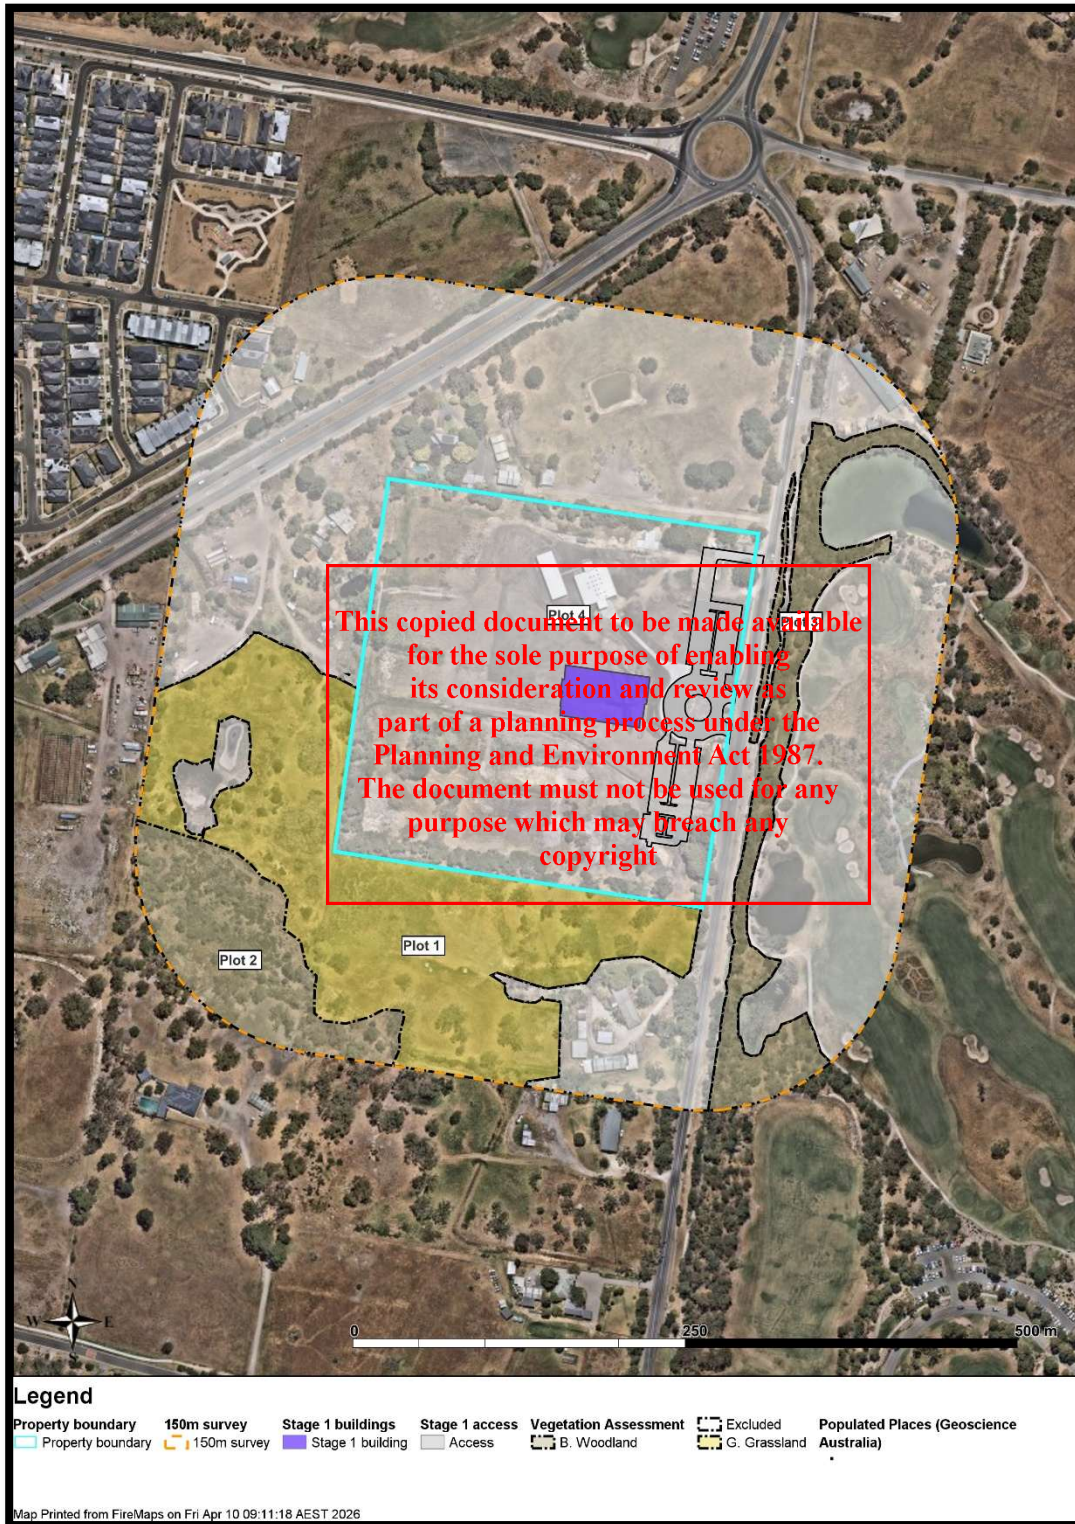 Plot 4
Plot 3
This copied document to be made available
for the sole purpose of enabling
its consideration and review as
part of a planning process under the
Planning and Environment Act 1987.
The document must not be used for any
purpose which may breach any
copyright
Plot 1
Plot 2
N
W E
S
0 250 500 m
Legend
Property boundary 150m survey Stage 1 buildings Stage 1 access Vegetation Assessment Excluded Populated Places (Geoscience
Property boundary 150m survey Stage 1 building Access B. Woodland G. Grassland Australia)
Map Printed from FireMaps on Fri Apr 10 09:11:18 AEST 2026